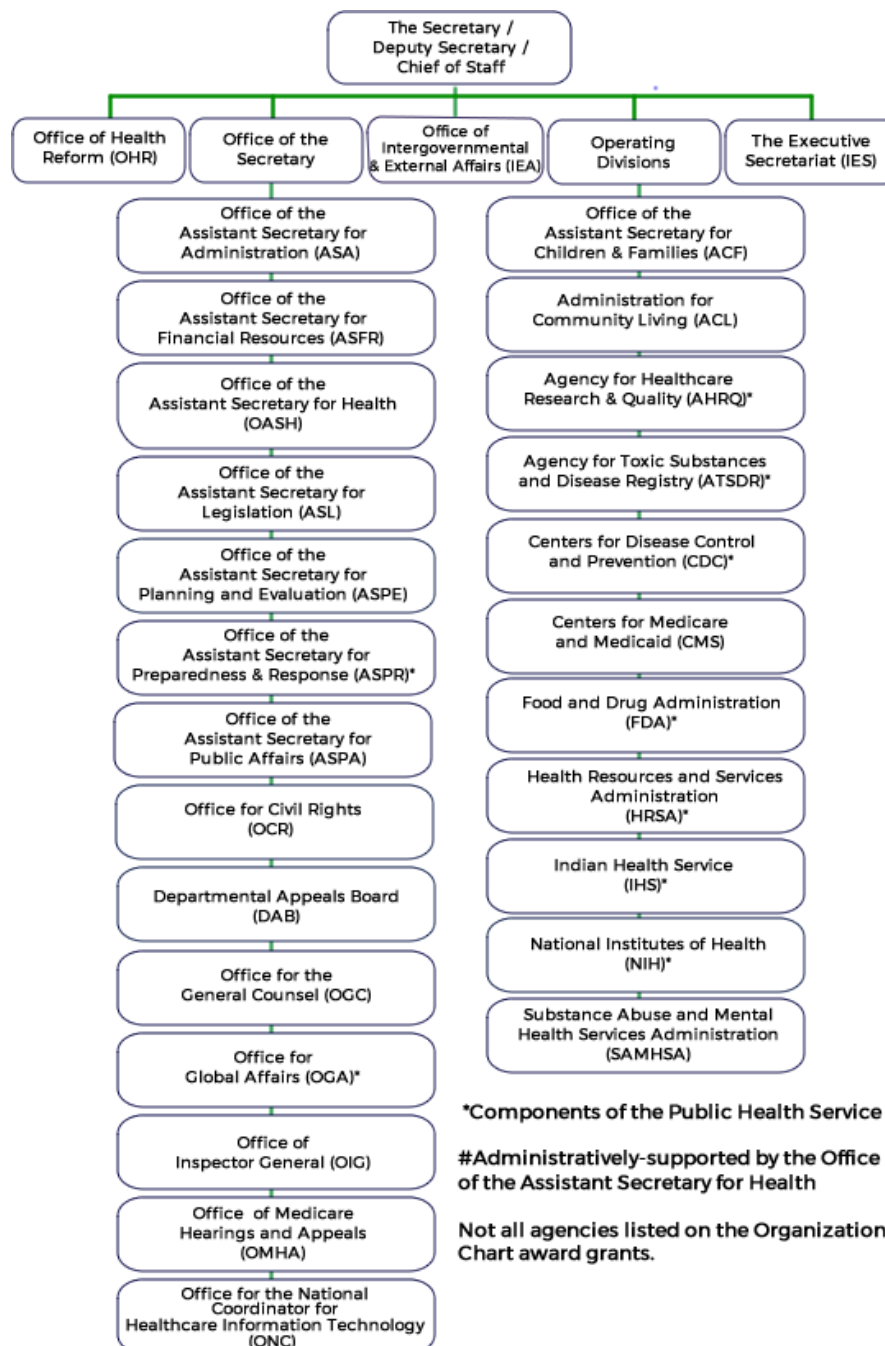 The Secretary /
Deputy Secretary /
Chief of Staff
Office of Health
Reform (OHR)
Office of the
Secretary
Office of
Intergovernmental
& External Affairs (IEA)
Operating
Divisions
The Executive
Secretariat (IES)
Office of the
Assistant Secretary for
Administration (ASA)
Office of the
Assistant Secretary for
Financial Resources (ASFR)
Office of the
Assistant Secretary for Health
(OASH)
Office of the
Assistant Secretary for
Legislation (ASL)
Office of the
Assistant Secretary for
Planning and Evaluation (ASPE)
Office of the
Assistant Secretary for
Preparedness & Response (ASPR)*
Office of the
Assistant Secretary for
Public Affairs (ASPA)
Office for Civil Rights
(OCR)
Departmental Appeals Board
(DAB)
Office for the
General Counsel (OGC)
Office for
Global Affairs (OGA)*
Office of
Inspector General (OIG)
Office of Medicare
Hearings and Appeals
(OMHA)
Office for the National
Coordinator for
Healthcare Information Technology
(ONC)
Office of the
Assistant Secretary for
Children & Families (ACF)
Administration for
Community Living (ACL)
Agency for Healthcare
Research & Quality (AHRQ)*
Agency for Toxic Substances
and Disease Registry (ATSDR)*
Centers for Disease Control
and Prevention (CDC)*
Centers for Medicare
and Medicaid (CMS)
Food and Drug Administration
(FDA)*
Health Resources and Services
Administration
(HRSA)*
Indian Health Service
(IHS)*
National Institutes of Health
(NIH)*
Substance Abuse and Mental
Health Services Administration
(SAMHSA)
*Components of the Public Health Service
#Administratively-supported by the Office
of the Assistant Secretary for Health
Not all agencies listed on the Organization
Chart award grants.